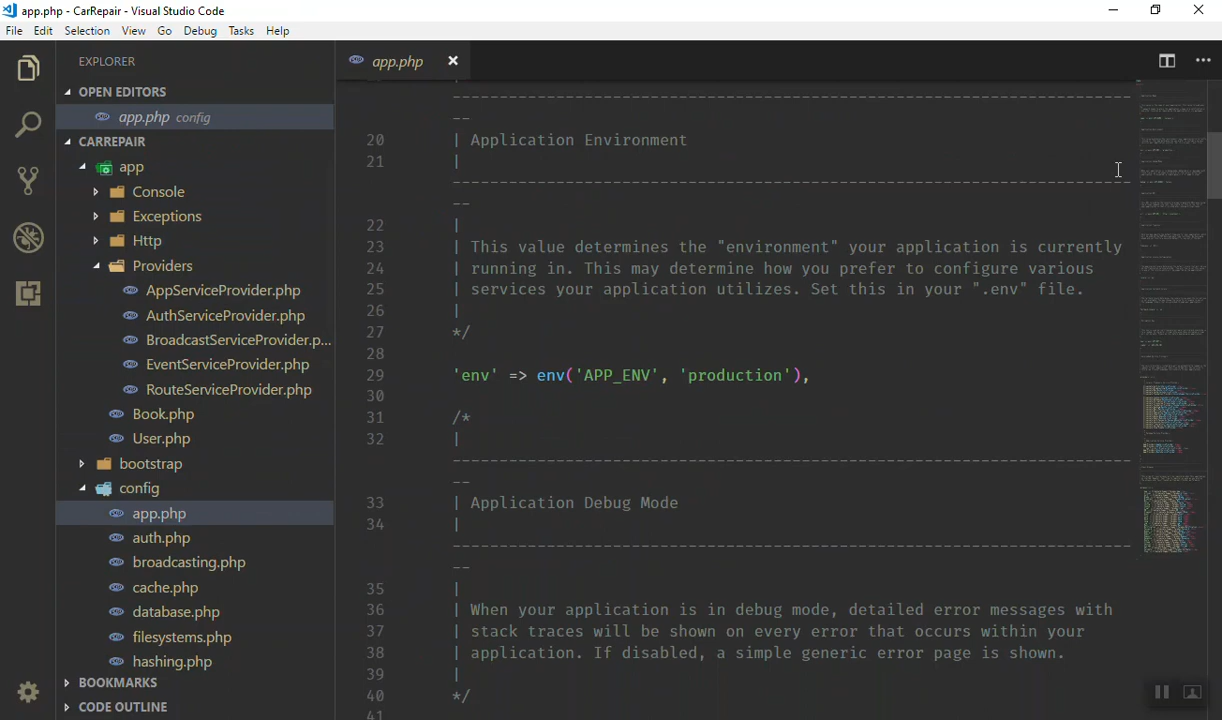 app.php - CarRepair - Visual Studio Code
File Edit Selection View Go Debug Tasks Help
EXPLORER
OPEN EDITORS
app.php config
CARREPAIR
app
Console
Exceptions
Http
Providers
AppServiceProvider.php
AuthServiceProvider.php
BroadcastServiceProvider.p...
EventServiceProvider.php
RouteServiceProvider.php
Book.php
User.php
bootstrap
config
app.php
auth.php
broadcasting.php
cache.php
database.php
filesystems.php
hashing.php
BOOKMARKS
CODE OUTLINE
app.php
---------------------------------------------------------------------------
--
20 | Application Environment
21 |
---------------------------------------------------------------------------
--
22 |
23 | This value determines the "environment" your application is currently
24 | running in. This may determine how you prefer to configure various
25 | services your application utilizes. Set this in your ".env" file.
26 |
27 */
28
29 'env' => env('APP_ENV', 'production'),
30
31 /*
32 |
---------------------------------------------------------------------------
--
33 | Application Debug Mode
34 |
---------------------------------------------------------------------------
--
35 |
36 | When your application is in debug mode, detailed error messages with
37 | stack traces will be shown on every error that occurs within your
38 | application. If disabled, a simple generic error page is shown.
39 |
40 */
41